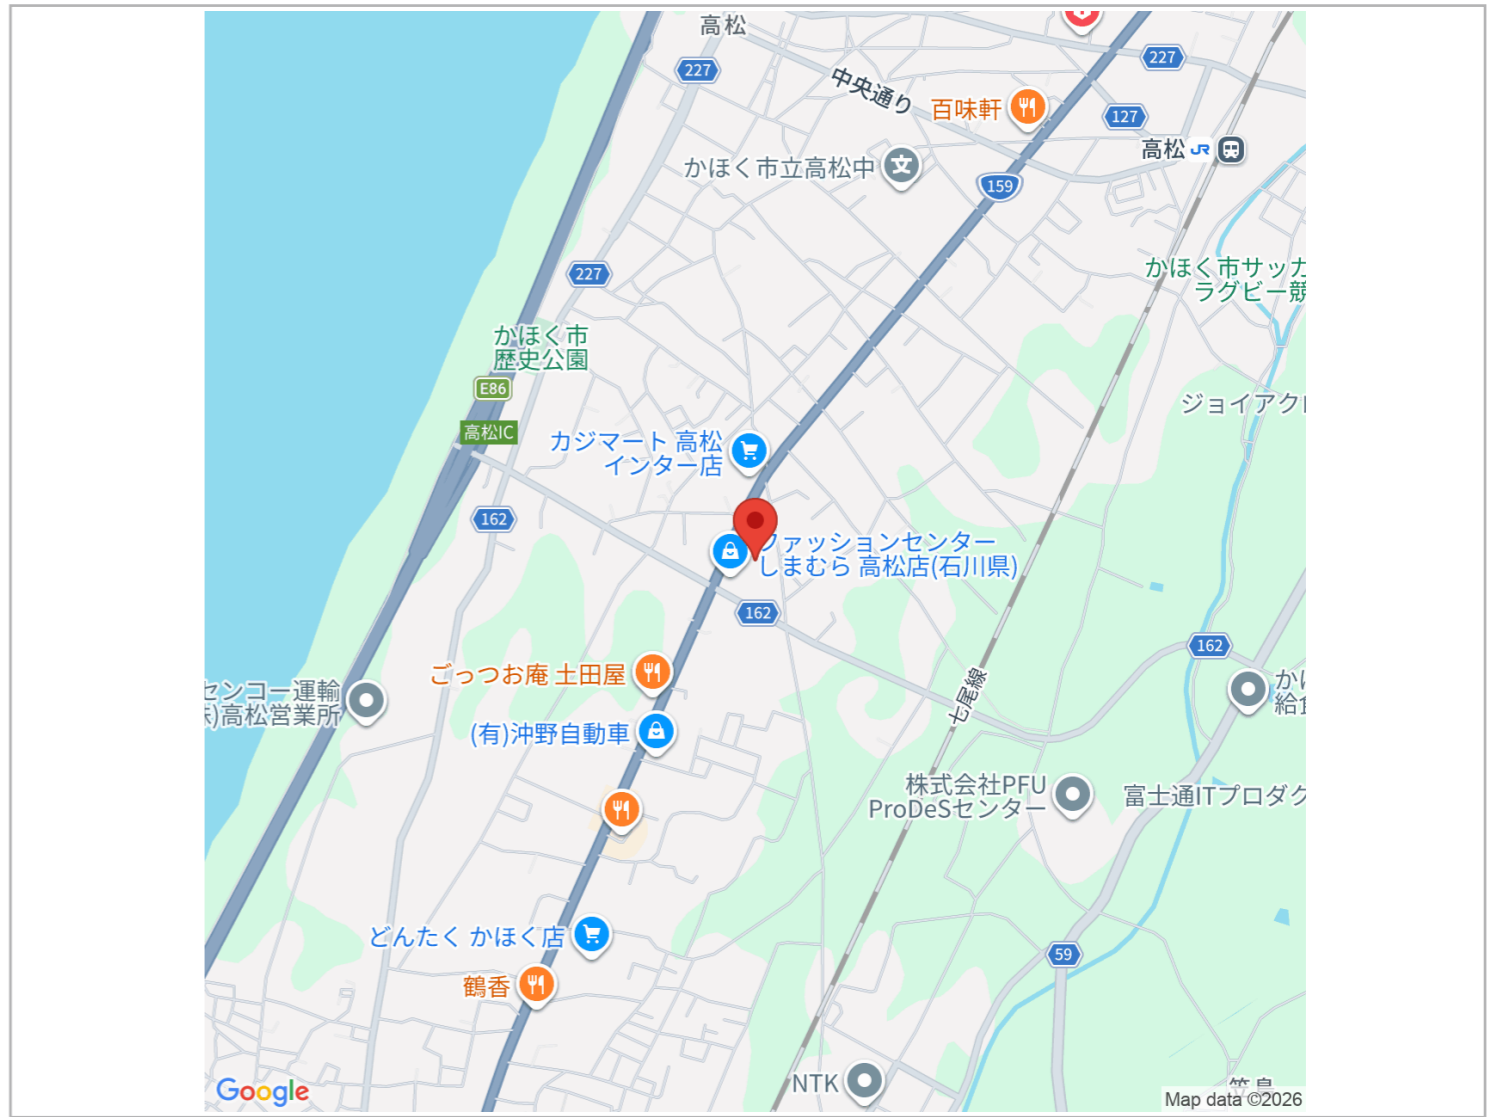 高松
227
中央通り
227
百味軒
127
高松 JR
かほく市立高松中
159
227
かほく市サッカ
ラグビー競
かほく市
歴史公園
E86
ジョイアク
高松IC
カジマート 高松
インター店
162
ファッションセンター
しまむら 高松店(石川県)
162
162
ごっつお庵 土田屋
七尾線
センコー運輸
高松営業所
かほ
給食
(有)沖野自動車
株式会社PFU
ProDeSセンター
富士通ITプロダク
どんたく かほく店
59
鶴香
NTK
笠島
Google
Map data ©2026